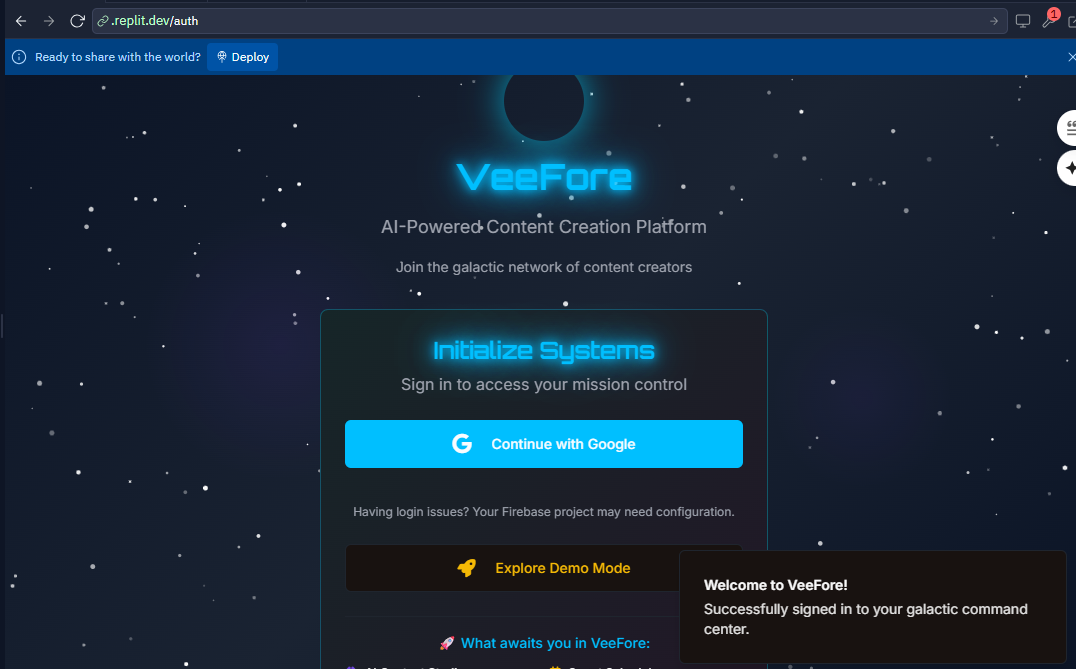 .replit.dev/auth
1
Ready to share with the world? Deploy
VeeFore
AI-Powered Content Creation Platform
Join the galactic network of content creators
Initialize Systems
Sign in to access your mission control
Continue with Google
Having login issues? Your Firebase project may need configuration.
Explore Demo Mode
Welcome to VeeFore!
Successfully signed in to your galactic command
center.
What awaits you in VeeFore: